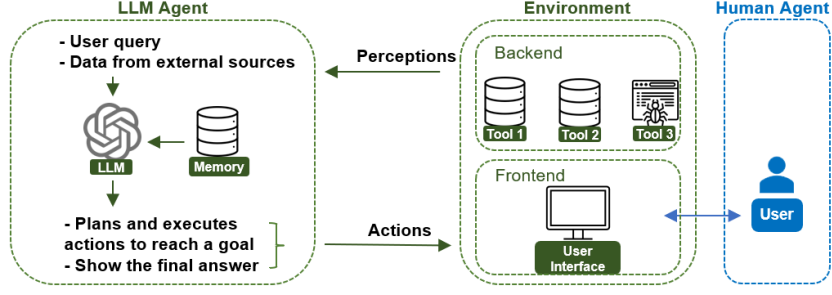 LLM Agent
- User query
- Data from external sources
LLM
Memory
- Plans and executes
actions to reach a goal
- Show the final answer
Perceptions
Actions
Environment
Backend
Tool 1
Tool 2
Tool 3
Frontend
User
Interface
Human Agent
User